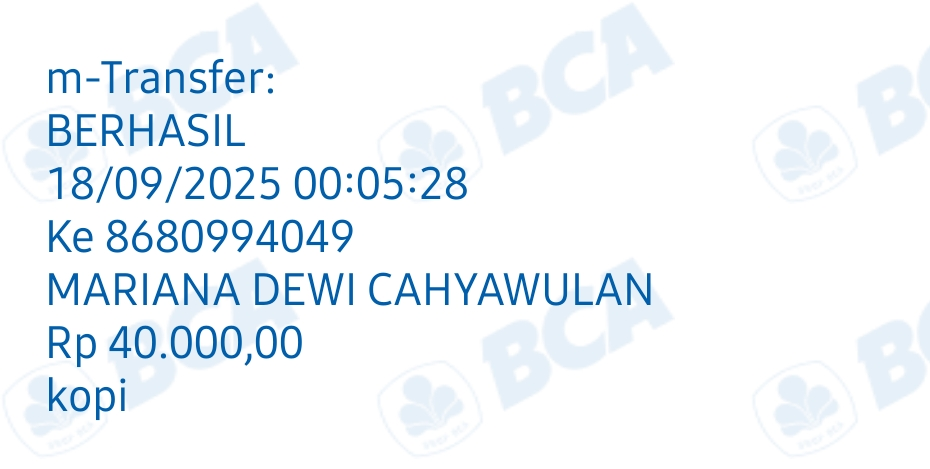 m-Transfer:
BERHASIL
18/09/2025 00:05:28
Ke 8680994049
MARIANA DEWI CAHYAWULAN
Rp 40.000,00
kopi